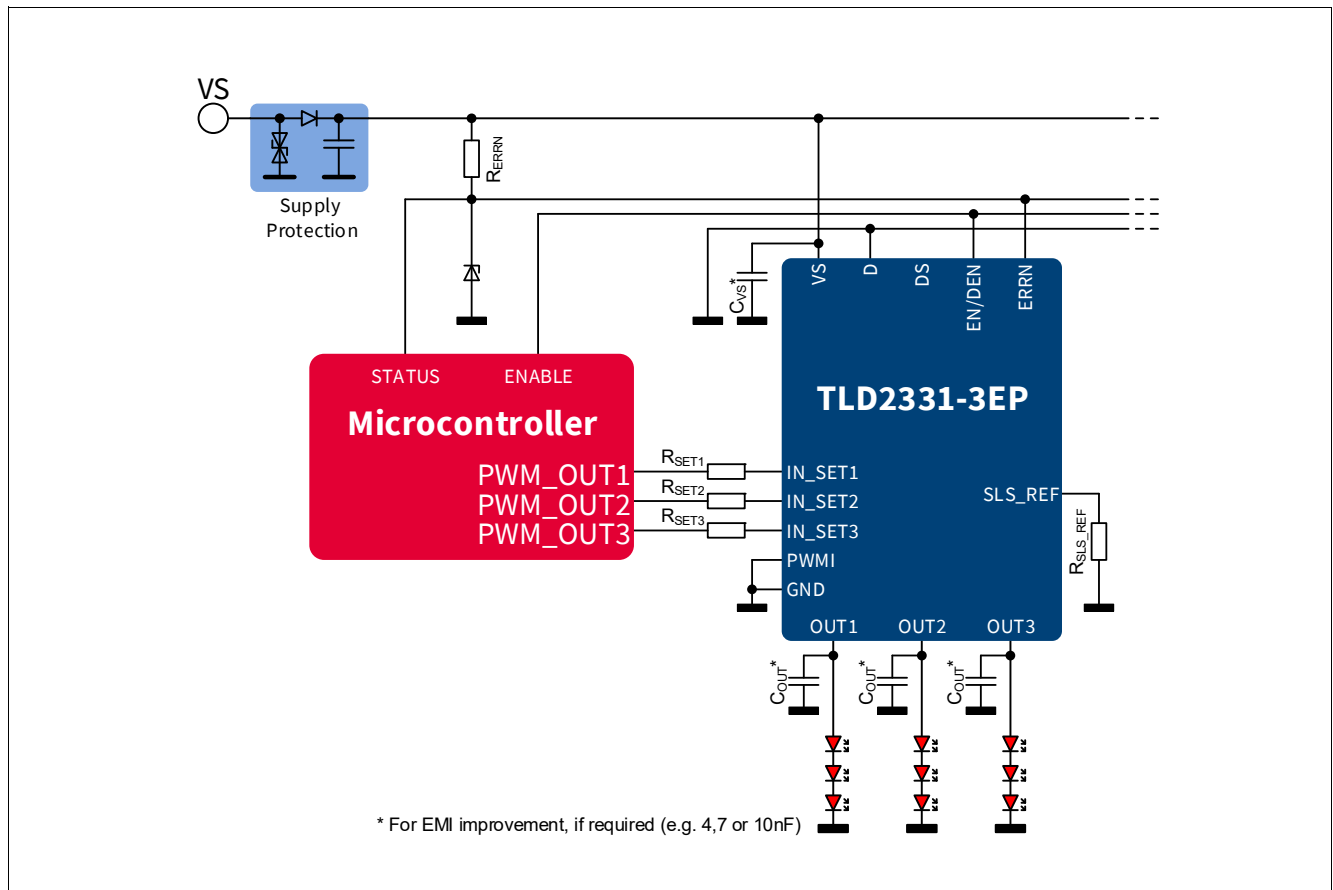 VS
Supply
Protection
RERRN
CVS*
VS
D
DS
EN/DEN
ERRN
STATUS
ENABLE
Microcontroller
TLD2331-3EP
PWM_OUT1
PWM_OUT2
PWM_OUT3
RSET1
RSET2
RSET3
IN_SET1
IN_SET2
IN_SET3
PWMI
GND
SLS_REF
RSLS_REF
OUT1
OUT2
OUT3
COUT*
COUT*
COUT*
* For EMI improvement, if required (e.g. 4,7 or 10nF)